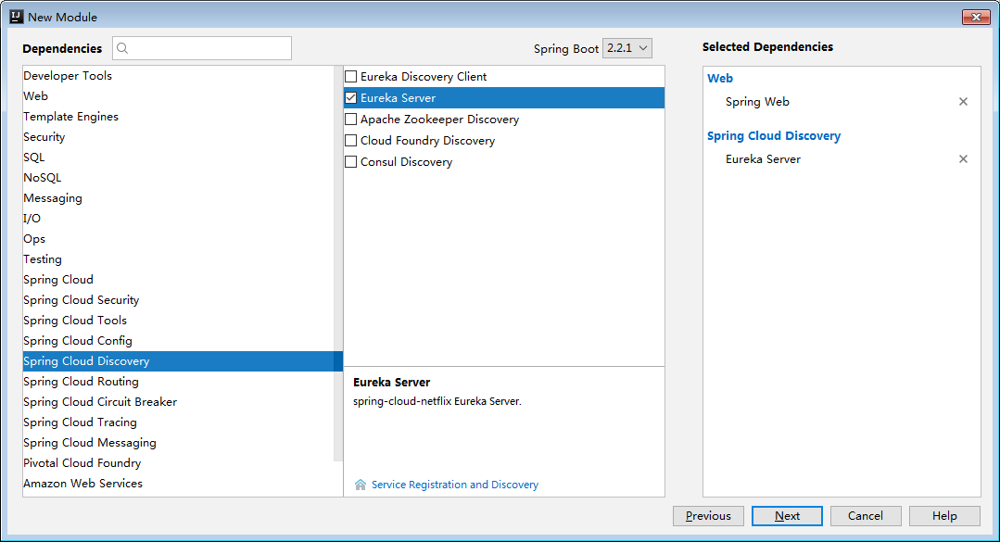 New Module
Dependencies
Spring Boot 2.2.1
Selected Dependencies
Developer Tools
Web
Template Engines
Security
SQL
NoSQL
Messaging
I/O
Ops
Testing
Spring Cloud
Spring Cloud Security
Spring Cloud Tools
Spring Cloud Config
Spring Cloud Discovery
Spring Cloud Routing
Spring Cloud Circuit Breaker
Spring Cloud Tracing
Spring Cloud Messaging
Pivotal Cloud Foundry
Amazon Web Services
Eureka Discovery Client
Eureka Server
Apache Zookeeper Discovery
Cloud Foundry Discovery
Consul Discovery
Eureka Server
spring-cloud-netflix Eureka Server.
Service Registration and Discovery
Web
Spring Web
Spring Cloud Discovery
Eureka Server
Previous
Next
Cancel
Help